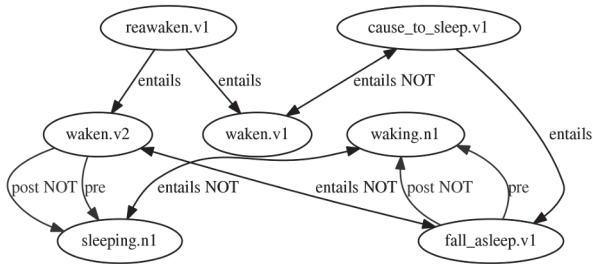 reawaken.v1 cause_to_sleep.v1
entails entails entails NOT
waken.v2 waken.v1 waking.n1 entails
post NOT pre entails NOT entails NOT post NOT pre
sleeping.n1 fall_asleep.v1